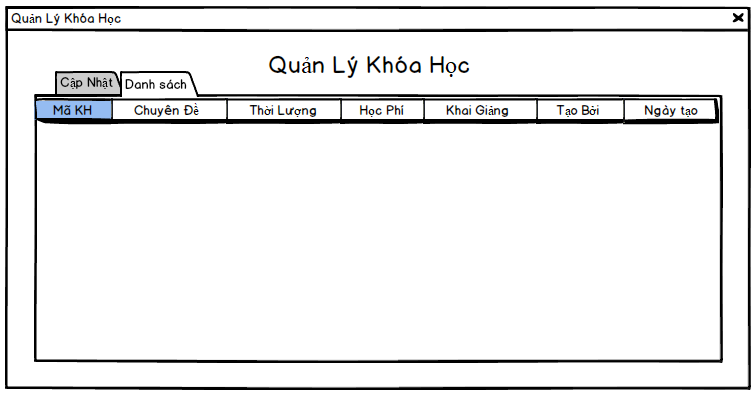 Quản Lý Khóa Học
Quản Lý Khóa Học
Cập Nhật Danh sách
Mã KH Chuyên Đề Thời Lượng Học Phí Khai Giảng Tạo Bởi Ngày tạo